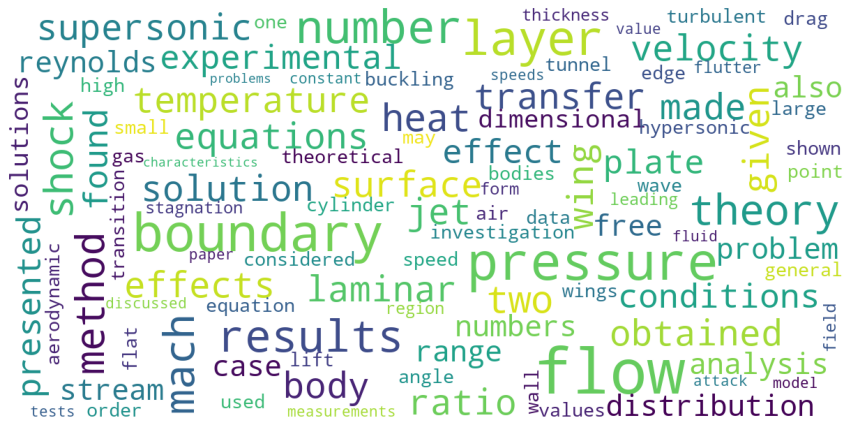 supersonic
one
number
layer
thickness
value
turbulent
drag
reynolds
experimental
velocity
high
problems
constant
buckling
speeds
tunnel
edge
flutter
solutions
shock
found
temperature
heat
transfer
made
given
also
large
small
equations
may
dimensional
hypersonic
gas
characteristics
theoretical
effect
wing
plate
shown
point
transition
solution
surface
form
bodies
wave
leading
stagnation
cylinder
jet
air
data
free
theory
presented
method
boundary
investigation
fluid
problem
aerodynamic
paper
considered
speed
pressure
general
effects
laminar
two
wings
conditions
discussed
equation
region
numbers
obtained
field
flat
mach
results
case
lift
range
flow
analysis
stream
body
angle
wall
attack
model
tests
order
used
measurements
ratio
values
distribution